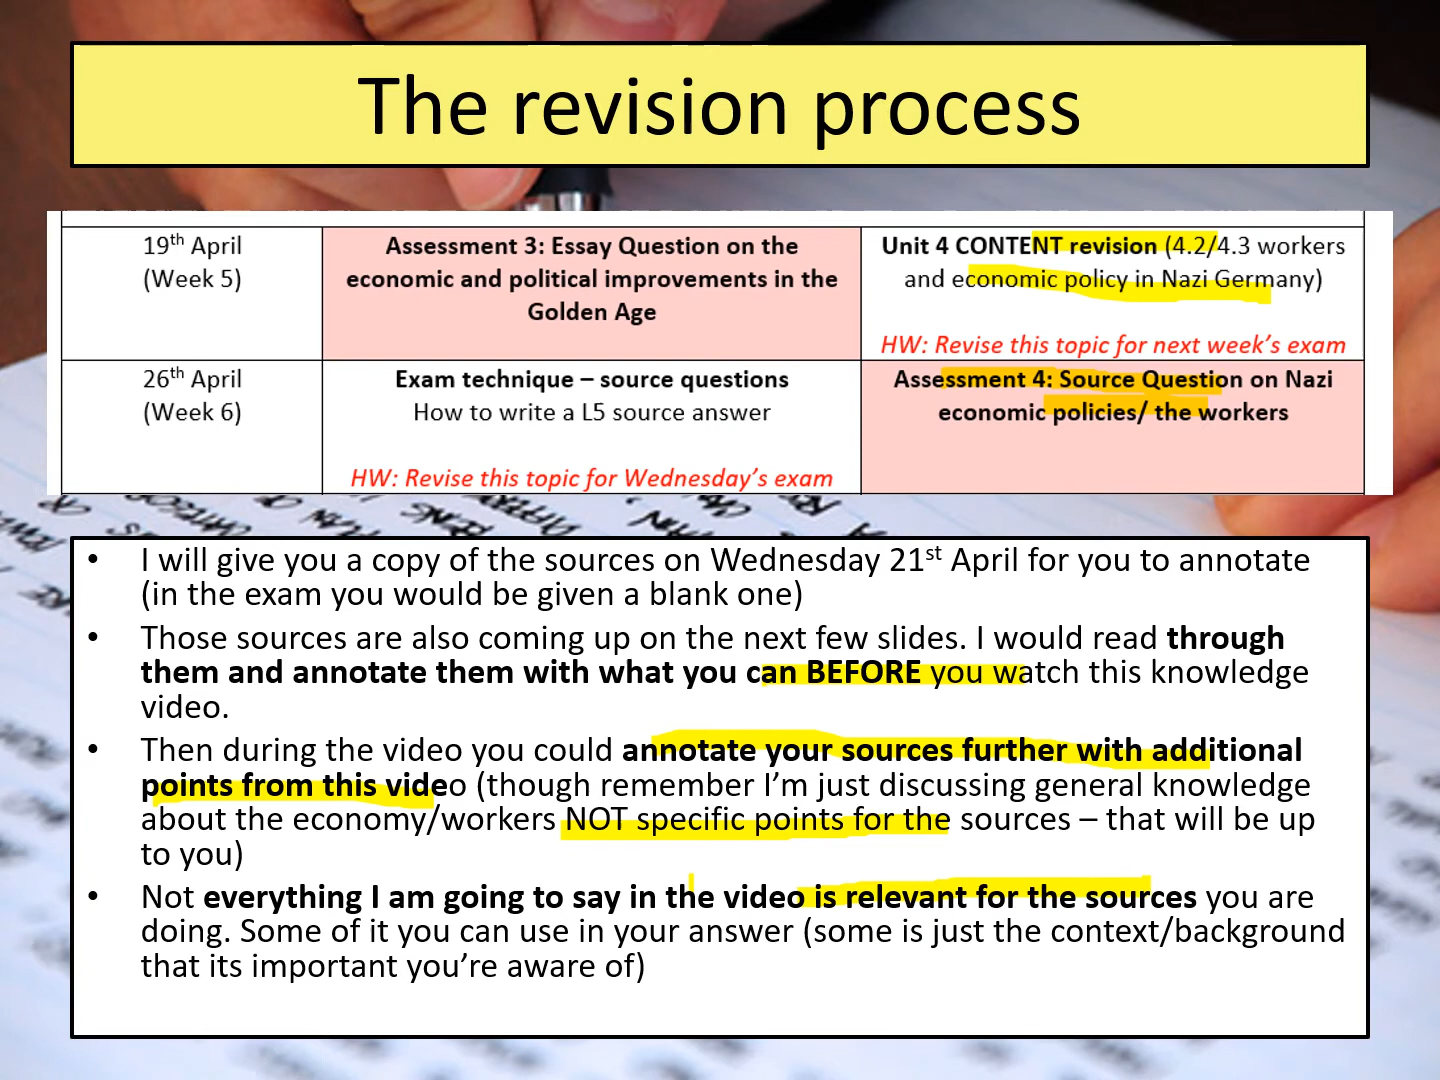 The revision process
19th April
(Week 5)
Assessment 3: Essay Question on the
economic and political improvements in the
Golden Age
Unit 4 CONTENT revision (4.2/4.3 workers
and economic policy in Nazi Germany)
HW: Revise this topic for next week's exam
26th April
(Week 6)
Exam technique – source questions
How to write a L5 source answer
HW: Revise this topic for Wednesday's exam
Assessment 4: Source Question on Nazi
economic policies/ the workers
• I will give you a copy of the sources on Wednesday 21st April for you to annotate
(in the exam you would be given a blank one)
• Those sources are also coming up on the next few slides. I would read through
them and annotate them with what you can BEFORE you watch this knowledge
video.
• Then during the video you could annotate your sources further with additional
points from this video (though remember I'm just discussing general knowledge
about the economy/workers NOT specific points for the sources – that will be up
to you)
• Not everything I am going to say in the video is relevant for the sources you are
doing. Some of it you can use in your answer (some is just the context/background
that its important you're aware of)